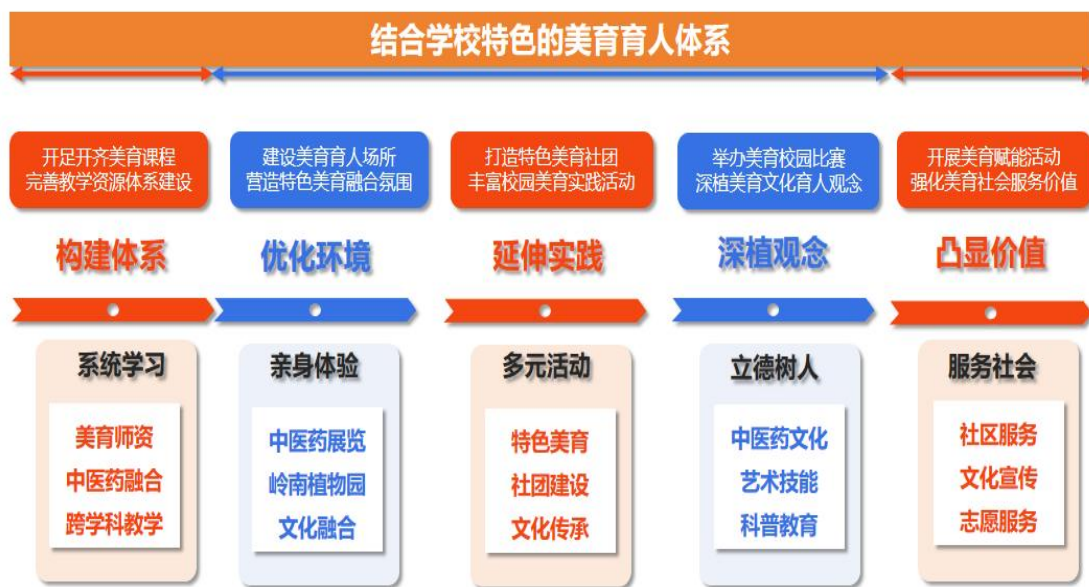 结合学校特色的美育育人体系
开足开齐美育课程
完善教学资源体系建设
建设美育育人场所
营造特色美育融合氛围
打造特色美育社团
丰富校园美育实践活动
举办美育校园比赛
深植美育文化育人观念
开展美育赋能活动
强化美育社会服务价值
构建体系
优化环境
延伸实践
深植观念
凸显价值
系统学习
美育师资
中医药融合
跨学科教学
亲身体验
中医药展览
岭南植物园
文化融合
多元活动
特色美育
社团建设
文化传承
立德树人
中医药文化
艺术技能
科普教育
服务社会
社区服务
文化宣传
志愿服务